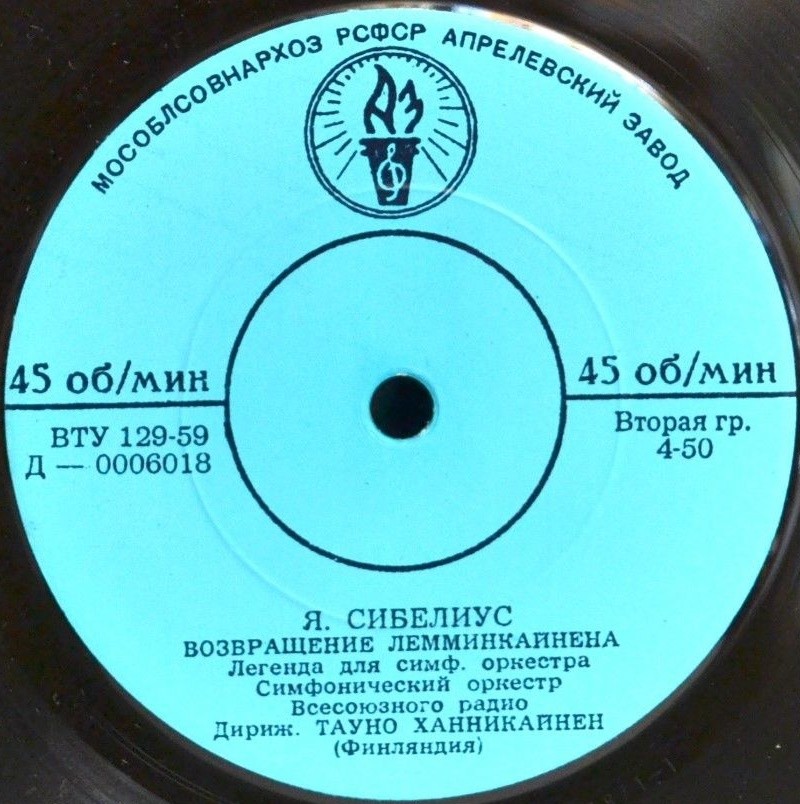 МОСОБЛСОВНАРХОЗ РСФСР АПРЕЛЕВСКИЙ ЗАВОД
АЗ
45 об/мин
45 об/мин
ВТУ 129-59
Д — 0006018
Вторая гр.
4-50
Я. СИБЕЛИУС
ВОЗВРАЩЕНИЕ ЛЕММИНКАЙНЕНА
Легенда для симф. оркестра
Симфонический оркестр
Всесоюзного радио
Дириж. ТАУНО ХАННИКАЙНЕН
(Финляндия)